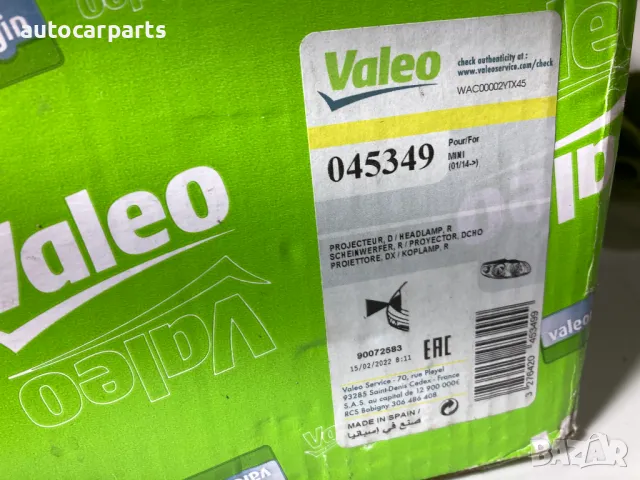 autocarparts
gio
Valeo
Valeo
Valeo
check authenticity at:
www.valeoservice.com/check
WAC00002YTX45
045349
Pour/For
MINI
(01/14->)
PROJECTEUR, D / HEADLAMP, R
SCHEINWERFER, R / PROYECTOR, DCHO
PROIETTORE, DX / KOPLAMP, R
90072583
15/02/2022 8:11
EAC
Valeo Service - 70, rue Pleyel
93285 Saint-Denis Cedex - France
S.A.S. au capital de 12 900 000€
RCS Bobigny 306 486 408
MADE IN SPAIN /
صنع في إسبانيا
Valeo
valeo
bazar